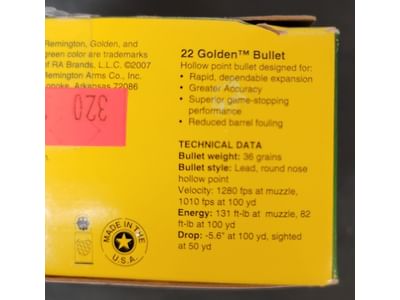 Remington, Golden, and
green color are trademarks
of RA Brands, L.L.C. ©2007
Remington Arms Co., Inc.
Lonoke, Arkansas 72086
320
MADE IN THE
U.S.A.
22 Golden™ Bullet
Hollow point bullet designed for:
• Rapid, dependable expansion
• Greater Accuracy
• Superior game-stopping
performance
• Reduced barrel fouling
TECHNICAL DATA
Bullet weight: 36 grains
Bullet style: Lead, round nose
hollow point
Velocity: 1280 fps at muzzle,
1010 fps at 100 yd
Energy: 131 ft-lb at muzzle, 82
ft-lb at 100 yd
Drop: -5.6" at 100 yd, sighted
at 50 yd